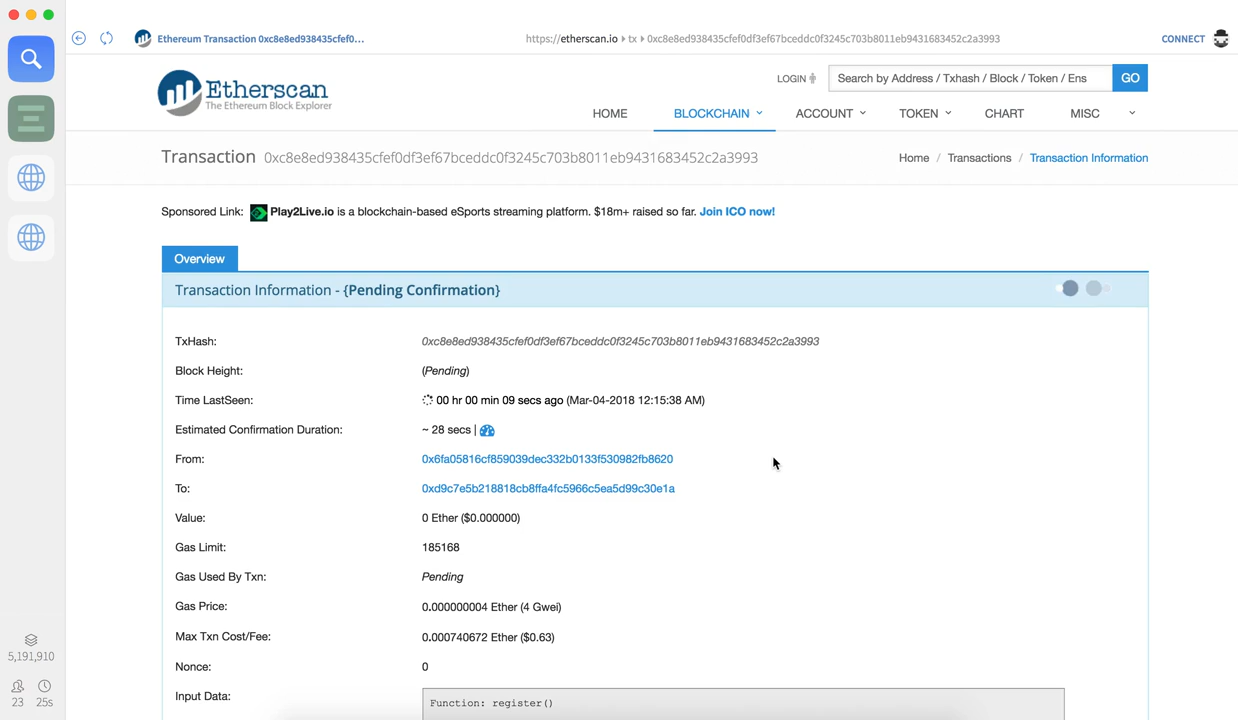 Ethereum Transaction 0xc8e8ed938435cfef0...
https://etherscan.io ▸ tx ▸ 0xc8e8ed938435cfef0df3ef67bceddc0f3245c703b8011eb9431683452c2a3993
CONNECT
Etherscan
The Ethereum Block Explorer
LOGIN
Search by Address / Txhash / Block / Token / Ens
GO
HOME
BLOCKCHAIN
ACCOUNT
TOKEN
CHART
MISC
Transaction 0xc8e8ed938435cfef0df3ef67bceddc0f3245c703b8011eb9431683452c2a3993
Home / Transactions / Transaction Information
Sponsored Link: Play2Live.io is a blockchain-based eSports streaming platform. $18m+ raised so far. Join ICO now!
Overview
Transaction Information - {Pending Confirmation}
TxHash: 0xc8e8ed938435cfef0df3ef67bceddc0f3245c703b8011eb9431683452c2a3993
Block Height: (Pending)
Time LastSeen: 00 hr 00 min 09 secs ago (Mar-04-2018 12:15:38 AM)
Estimated Confirmation Duration: ~ 28 secs |
From: 0x6fa05816cf859039dec332b0133f530982fb8620
To: 0xd9c7e5b218818cb8ffa4fc5966c5ea5d99c30e1a
Value: 0 Ether ($0.000000)
Gas Limit: 185168
Gas Used By Txn: Pending
Gas Price: 0.000000004 Ether (4 Gwei)
Max Txn Cost/Fee: 0.000740672 Ether ($0.63)
Nonce: 0
Input Data: Function: register()
5,191,910
23 25s